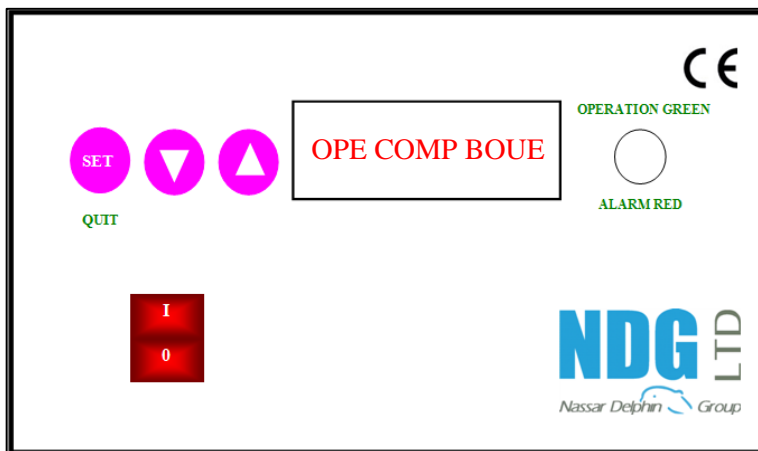 CE
OPERATION GREEN
SET
OPE COMP BOUE
ALARM RED
QUIT
I
0
NDG LTD
Nassar Delphin Group